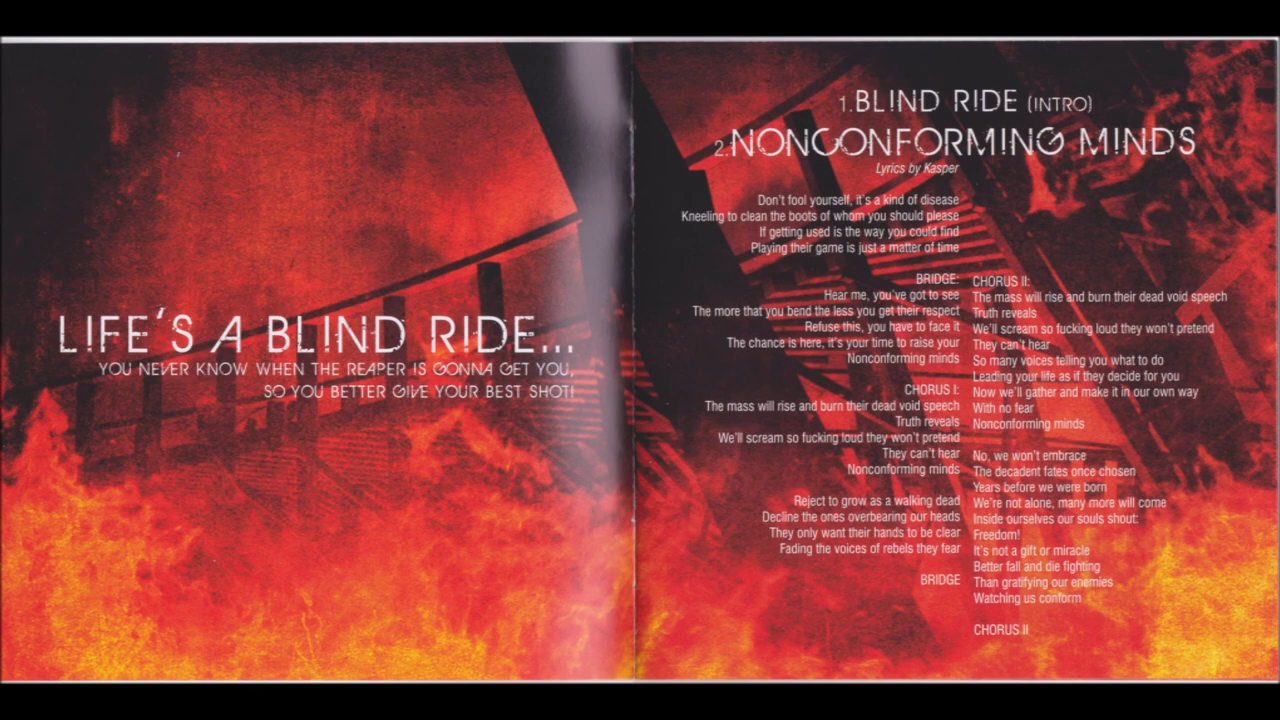 LIFE'S A BLIND RIDE...
YOU NEVER KNOW WHEN THE REAPER IS GONNA GET YOU,
SO YOU BETTER GIVE YOUR BEST SHOT!
1.BLIND RIDE (INTRO)
2.NONCONFORMING MINDS
Lyrics by Kasper
Don't fool yourself, it's a kind of disease
Kneeling to clean the boots of whom you should please
If getting used is the way you could find
Playing their game is just a matter of time
BRIDGE:
Hear me, you've got to see
The more that you bend the less you get their respect
Refuse this, you have to face it
The chance is here, it's your time to raise your
Nonconforming minds
CHORUS I:
The mass will rise and burn their dead void speech
Truth reveals
We'll scream so fucking loud they won't pretend
They can't hear
Nonconforming minds
Reject to grow as a walking dead
Decline the ones overbearing our heads
They only want their hands to be clear
Fading the voices of rebels they fear
BRIDGE
CHORUS II:
The mass will rise and burn their dead void speech
Truth reveals
We'll scream so fucking loud they won't pretend
They can't hear
So many voices telling you what to do
Leading your life as if they decide for you
Now we'll gather and make it in our own way
With no fear
Nonconforming minds
No, we won't embrace
The decadent fates once chosen
Years before we were born
We're not alone, many more will come
Inside ourselves our souls shout:
Freedom!
It's not a gift or miracle
Better fall and die fighting
Than gratifying our enemies
Watching us conform
CHORUS II